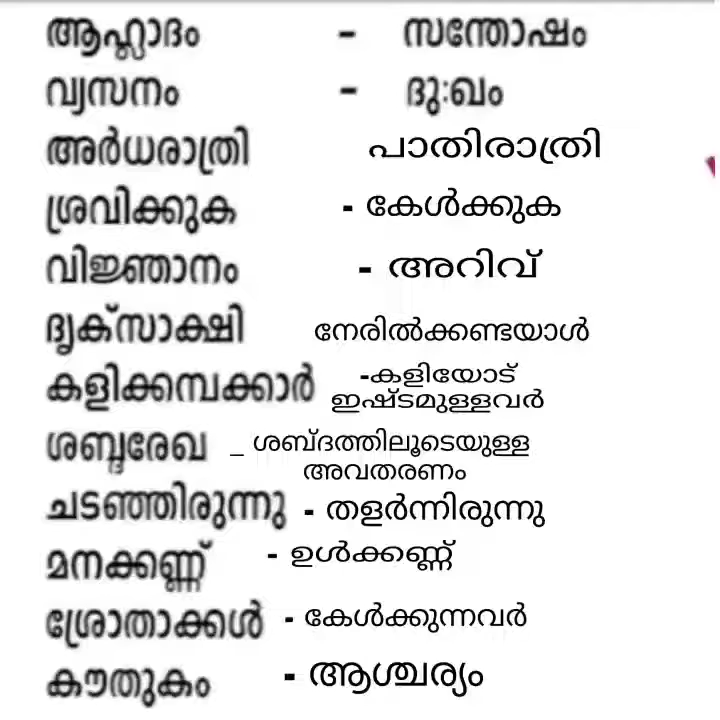 ആഹ്ലാദം - സന്തോഷം
വ്യസനം - ദുഃഖം
അർധരാത്രി പാതിരാത്രി
ശ്രവിക്കുക - കേൾക്കുക
വിജ്ഞാനം - അറിവ്
ദൃക്സാക്ഷി നേരിൽക്കണ്ടയാൾ
കളിക്കമ്പക്കാർ -കളിയോട്
ഇഷ്ടമുള്ളവർ
ശബ്ദരേഖ _ ശബ്ദത്തിലൂടെയുള്ള
അവതരണം
ചടഞ്ഞിരുന്നു - തളർന്നിരുന്നു
മനക്കണ്ണ് - ഉൾക്കണ്ണ്
ശ്രോതാക്കൾ - കേൾക്കുന്നവർ
കൗതുകം - ആശ്ചര്യം